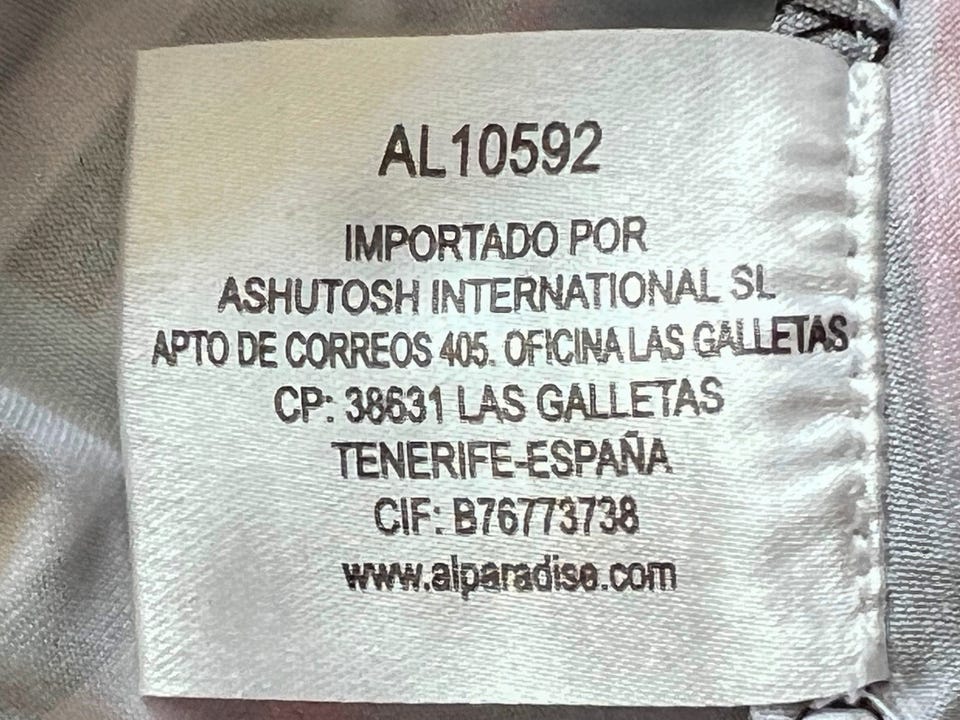 AL10592
IMPORTADO POR
ASHUTOSH INTERNATIONAL SL
APTO DE CORREOS 405. OFICINA LAS GALLETAS
CP: 38631 LAS GALLETAS
TENERIFE-ESPAÑA
CIF: B76773738
www.alparadise.com